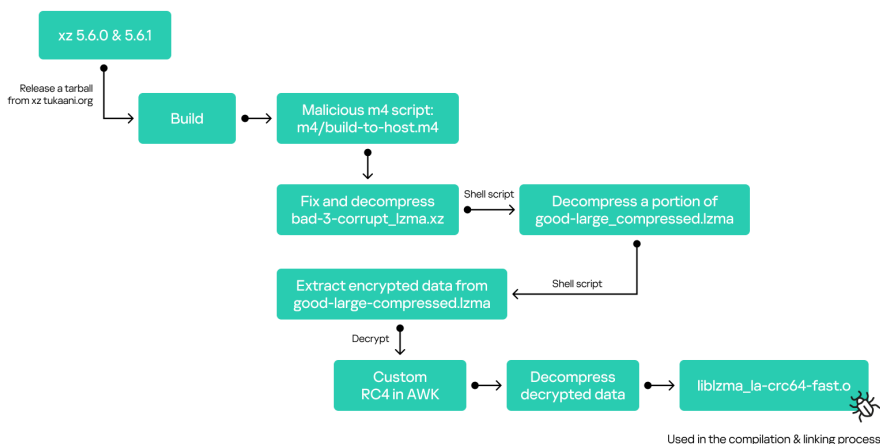 xz 5.6.0 & 5.6.1
Release a tarball
from xz tukaani.org
Build
Malicious m4 script:
m4/build-to-host.m4
Fix and decompress
bad-3-corrupt_lzma.xz
Shell script
Decompress a portion of
good-large_compressed.lzma
Shell script
Extract encrypted data from
good-large-compressed.lzma
Decrypt
Custom
RC4 in AWK
Decompress
decrypted data
liblzma_la-crc64-fast.o
Used in the compilation & linking process